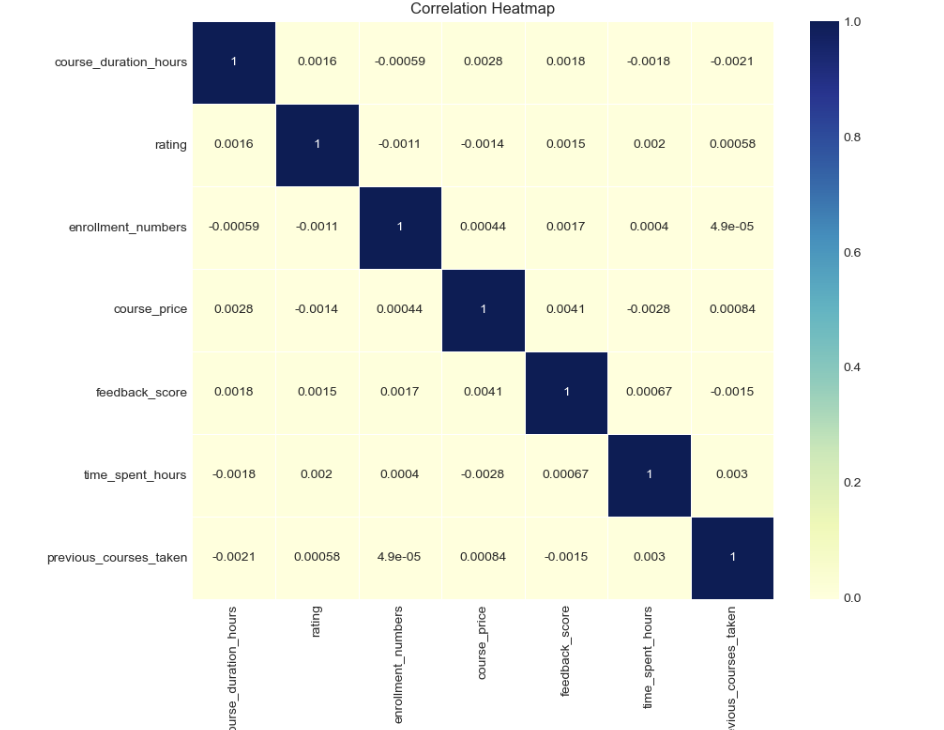 Correlation Heatmap
course_duration_hours 1 0.0016 -0.00059 0.0028 0.0018 -0.0018 -0.0021
rating 0.0016 1 -0.0011 -0.0014 0.0015 0.002 0.00058
enrollment_numbers -0.00059 -0.0011 1 0.00044 0.0017 0.0004 4.9e-05
course_price 0.0028 -0.0014 0.00044 1 0.0041 -0.0028 0.00084
feedback_score 0.0018 0.0015 0.0017 0.0041 1 0.00067 -0.0015
time_spent_hours -0.0018 0.002 0.0004 -0.0028 0.00067 1 0.003
previous_courses_taken -0.0021 0.00058 4.9e-05 0.00084 -0.0015 0.003 1
ourse_duration_hours
rating
enrollment_numbers
course_price
feedback_score
time_spent_hours
vious_courses_taken
1.0
0.8
0.6
0.4
0.2
0.0